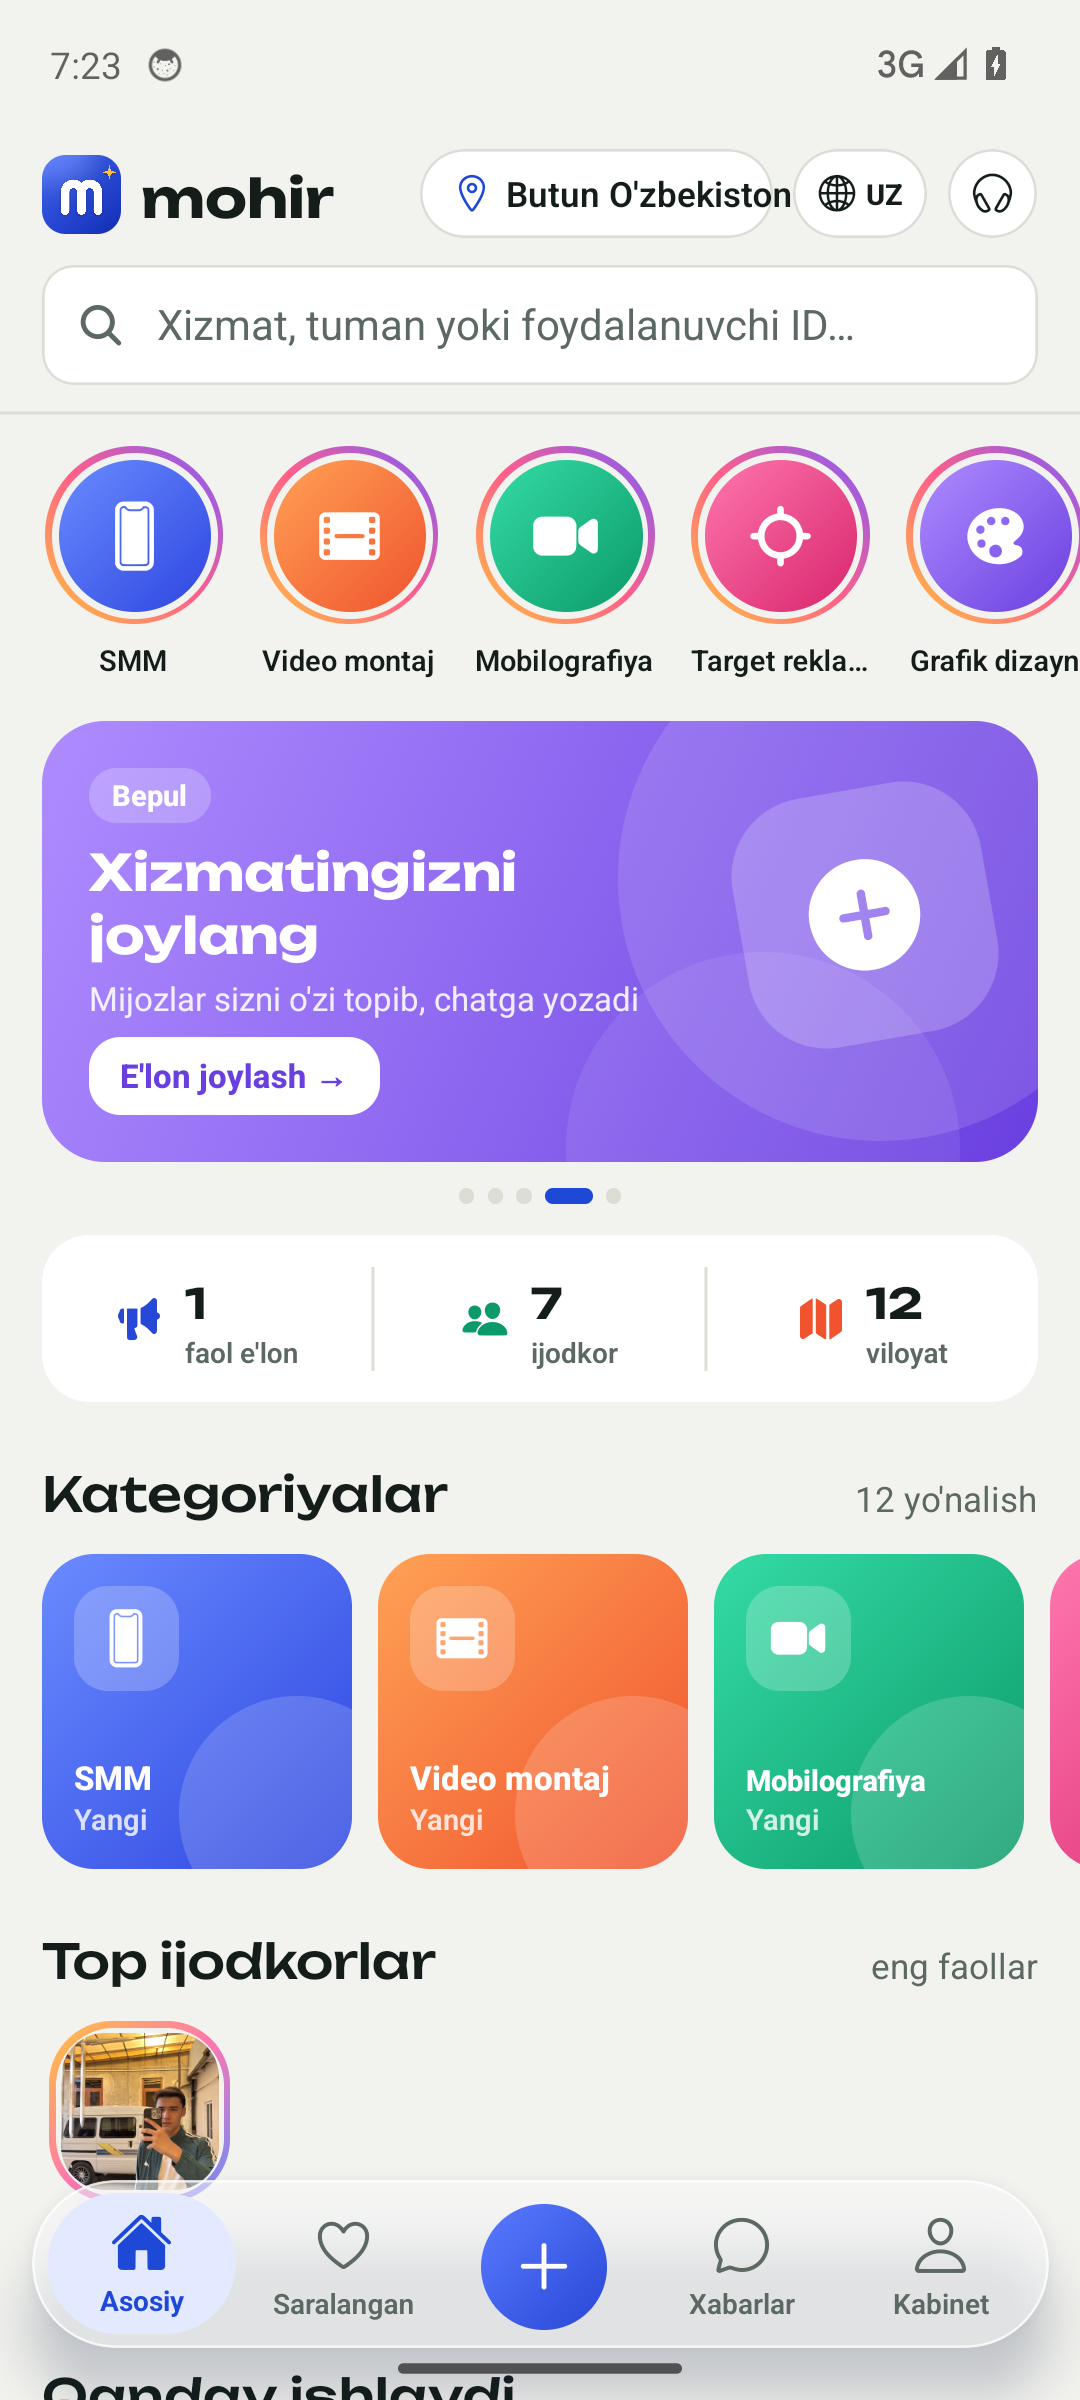 7:23
3G
mohir
Butun O'zbekiston
UZ
Xizmat, tuman yoki foydalanuvchi ID...
SMM
Video montaj
Mobilografiya
Target rekla...
Grafik dizayn
Bepul
Xizmatingizni
joylang
Mijozlar sizni o'zi topib, chatga yozadi
E'lon joylash →
1
faol e'lon
7
ijodkor
12
viloyat
Kategoriyalar
12 yo'nalish
SMM
Yangi
Video montaj
Yangi
Mobilografiya
Yangi
Top ijodkorlar
eng faollar
Asosiy
Saralangan
Xabarlar
Kabinet
Qanday ishlaydi